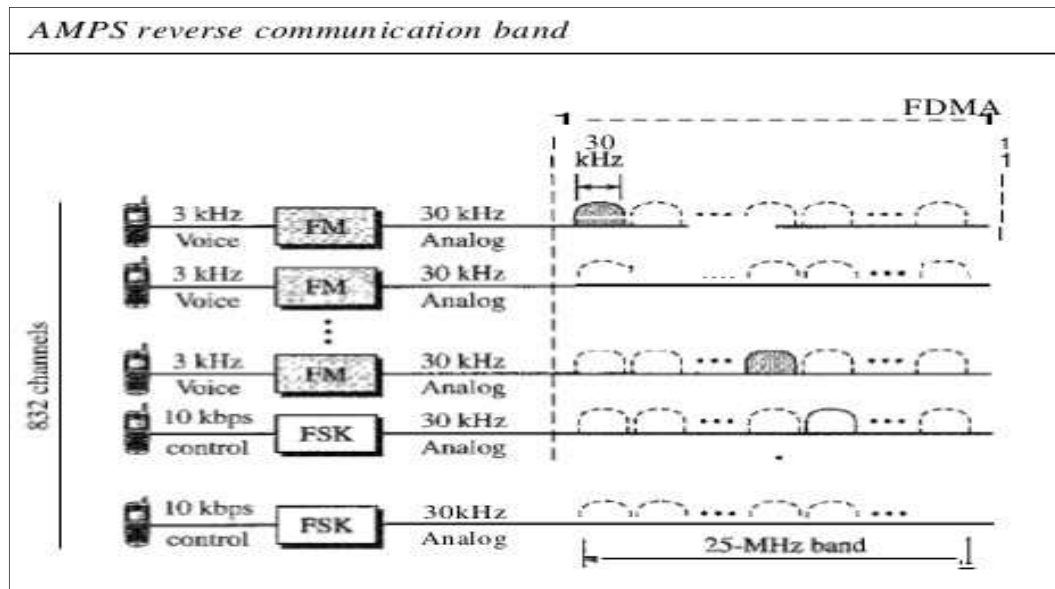 AMPS reverse communication band
FDMA
30
kHz
3 kHz
Voice
FM
30 kHz
Analog
3 kHz
Voice
FM
30 kHz
Analog
3 kHz
Voice
FM
30 kHz
Analog
10 kbps
control
FSK
30 kHz
Analog
10 kbps
control
FSK
30kHz
Analog
832 channels
25-MHz band